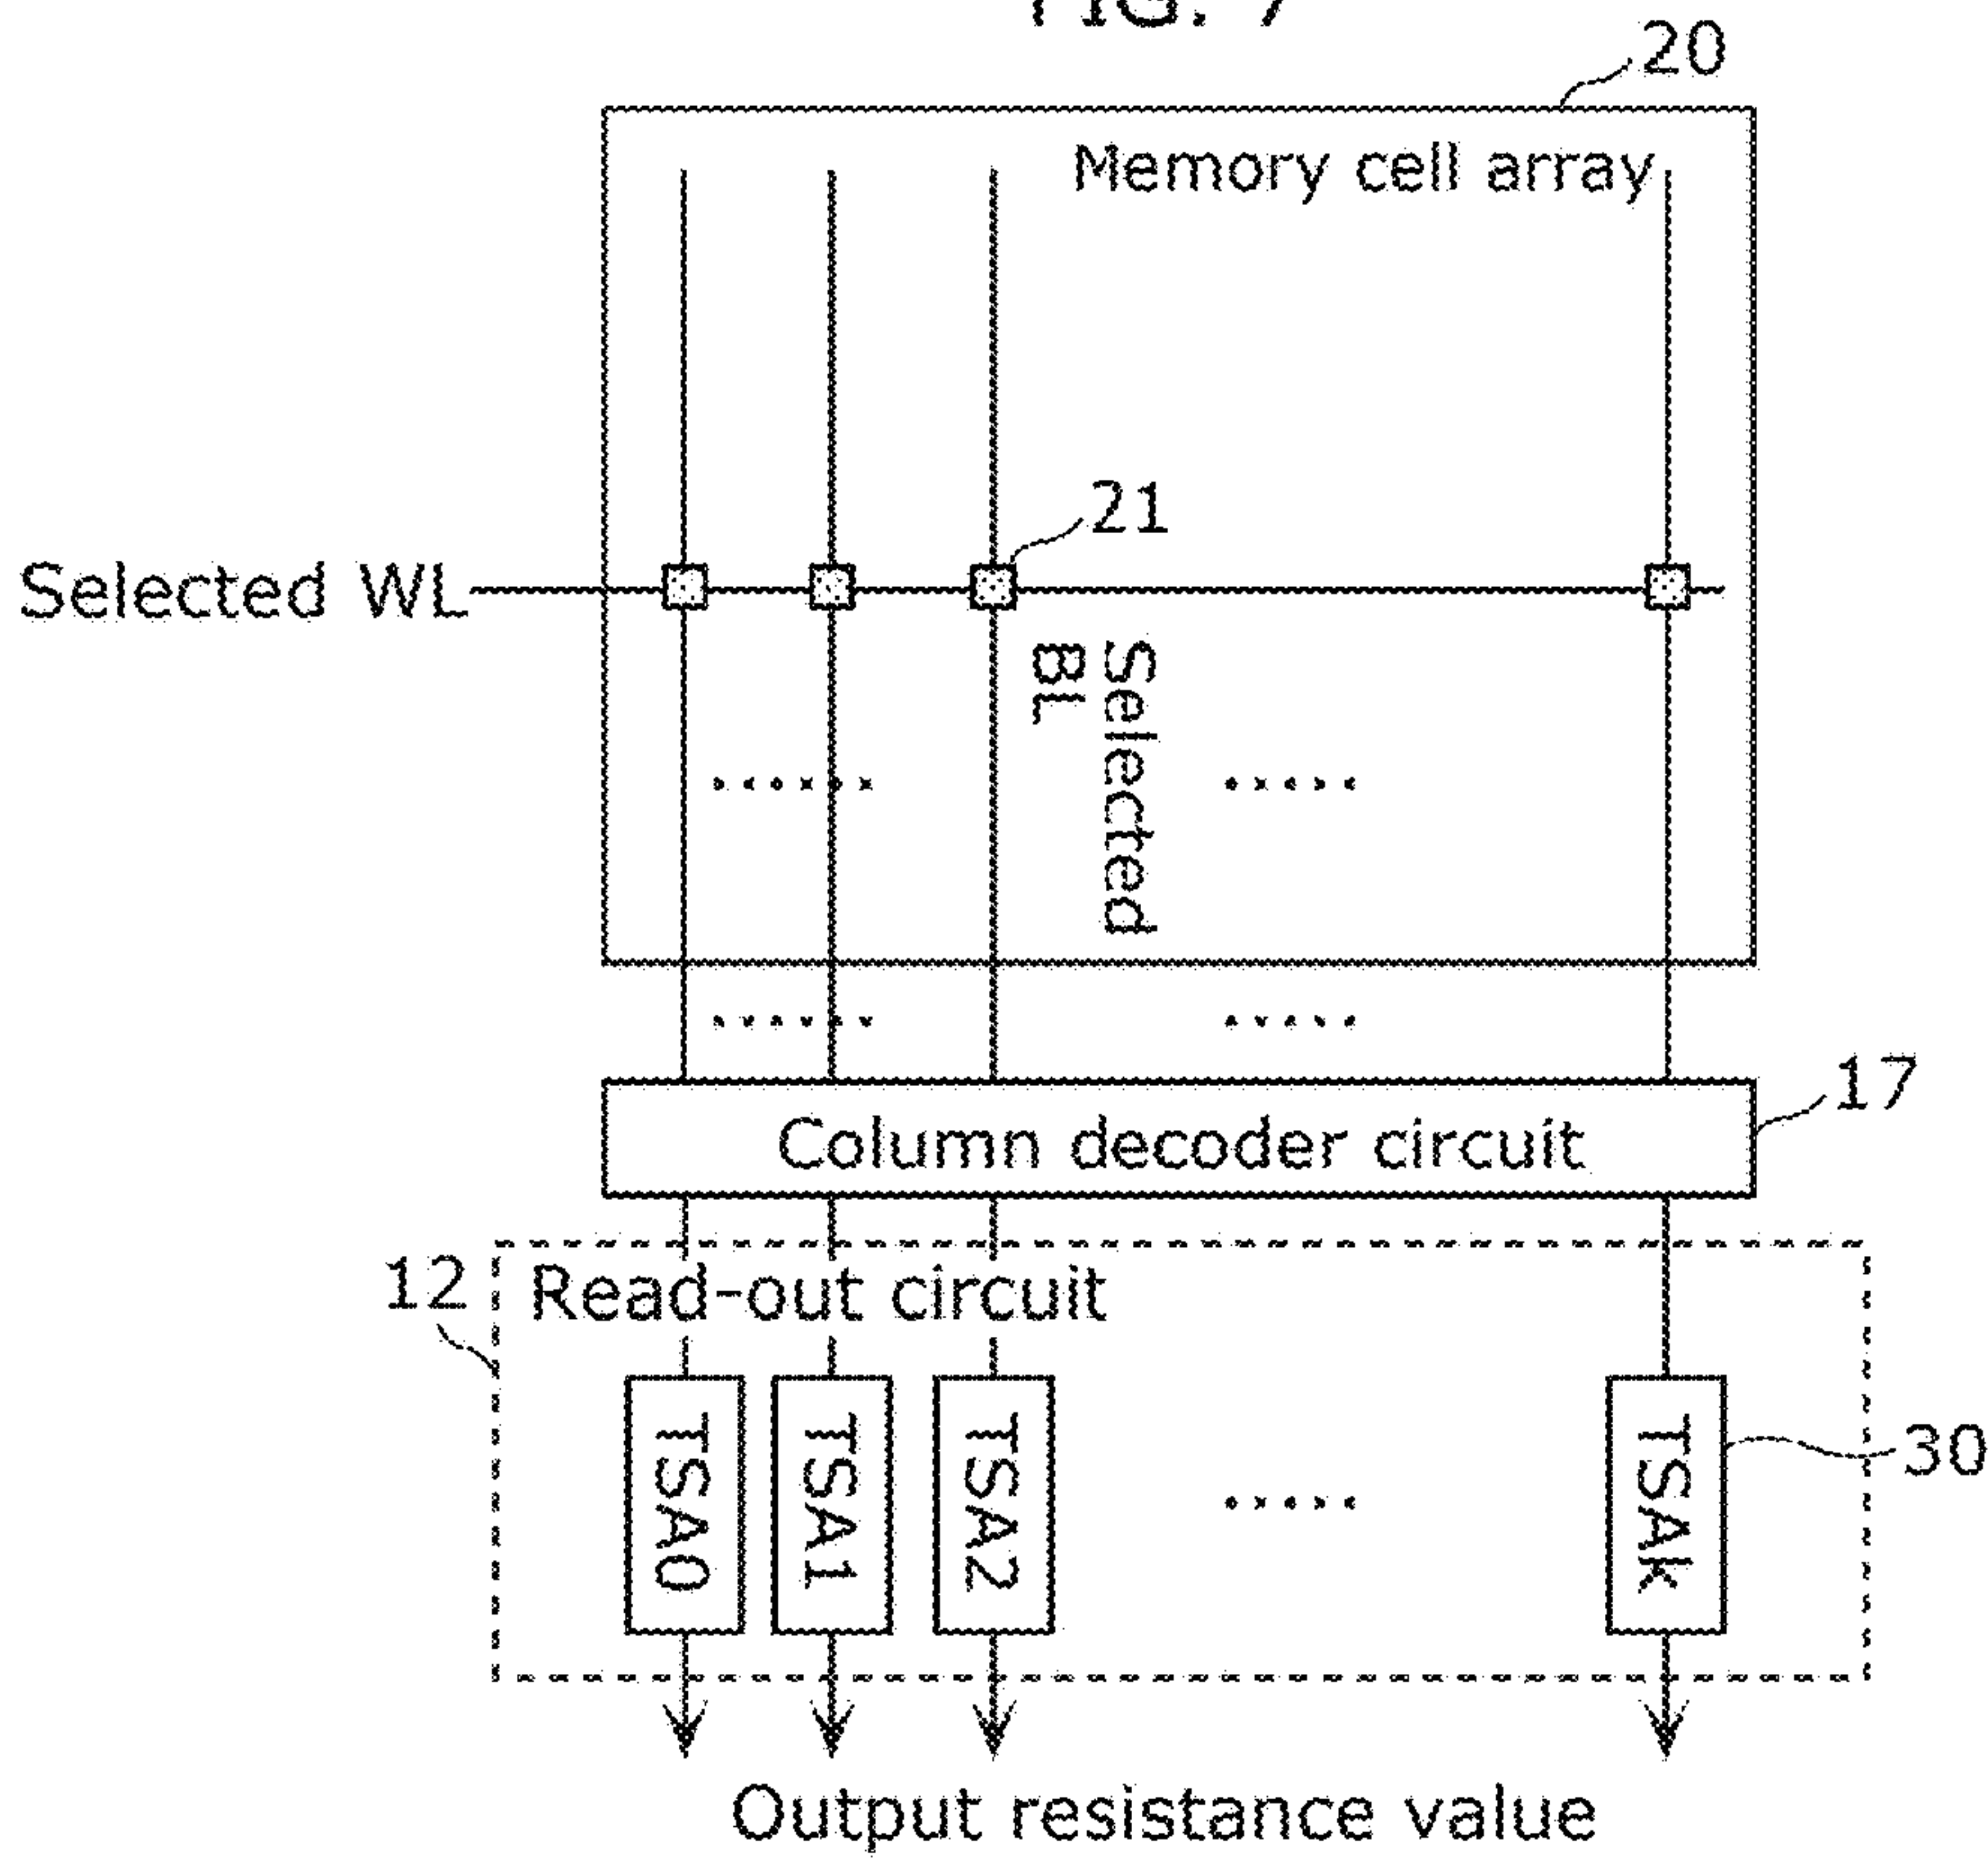 FIG. 7
20
Memory cell array
21
Selected WL
Selected
BL
Column decoder circuit
17
12
Read-out circuit
TSA0
TSA1
TSA2
TSAk
30
Output resistance value